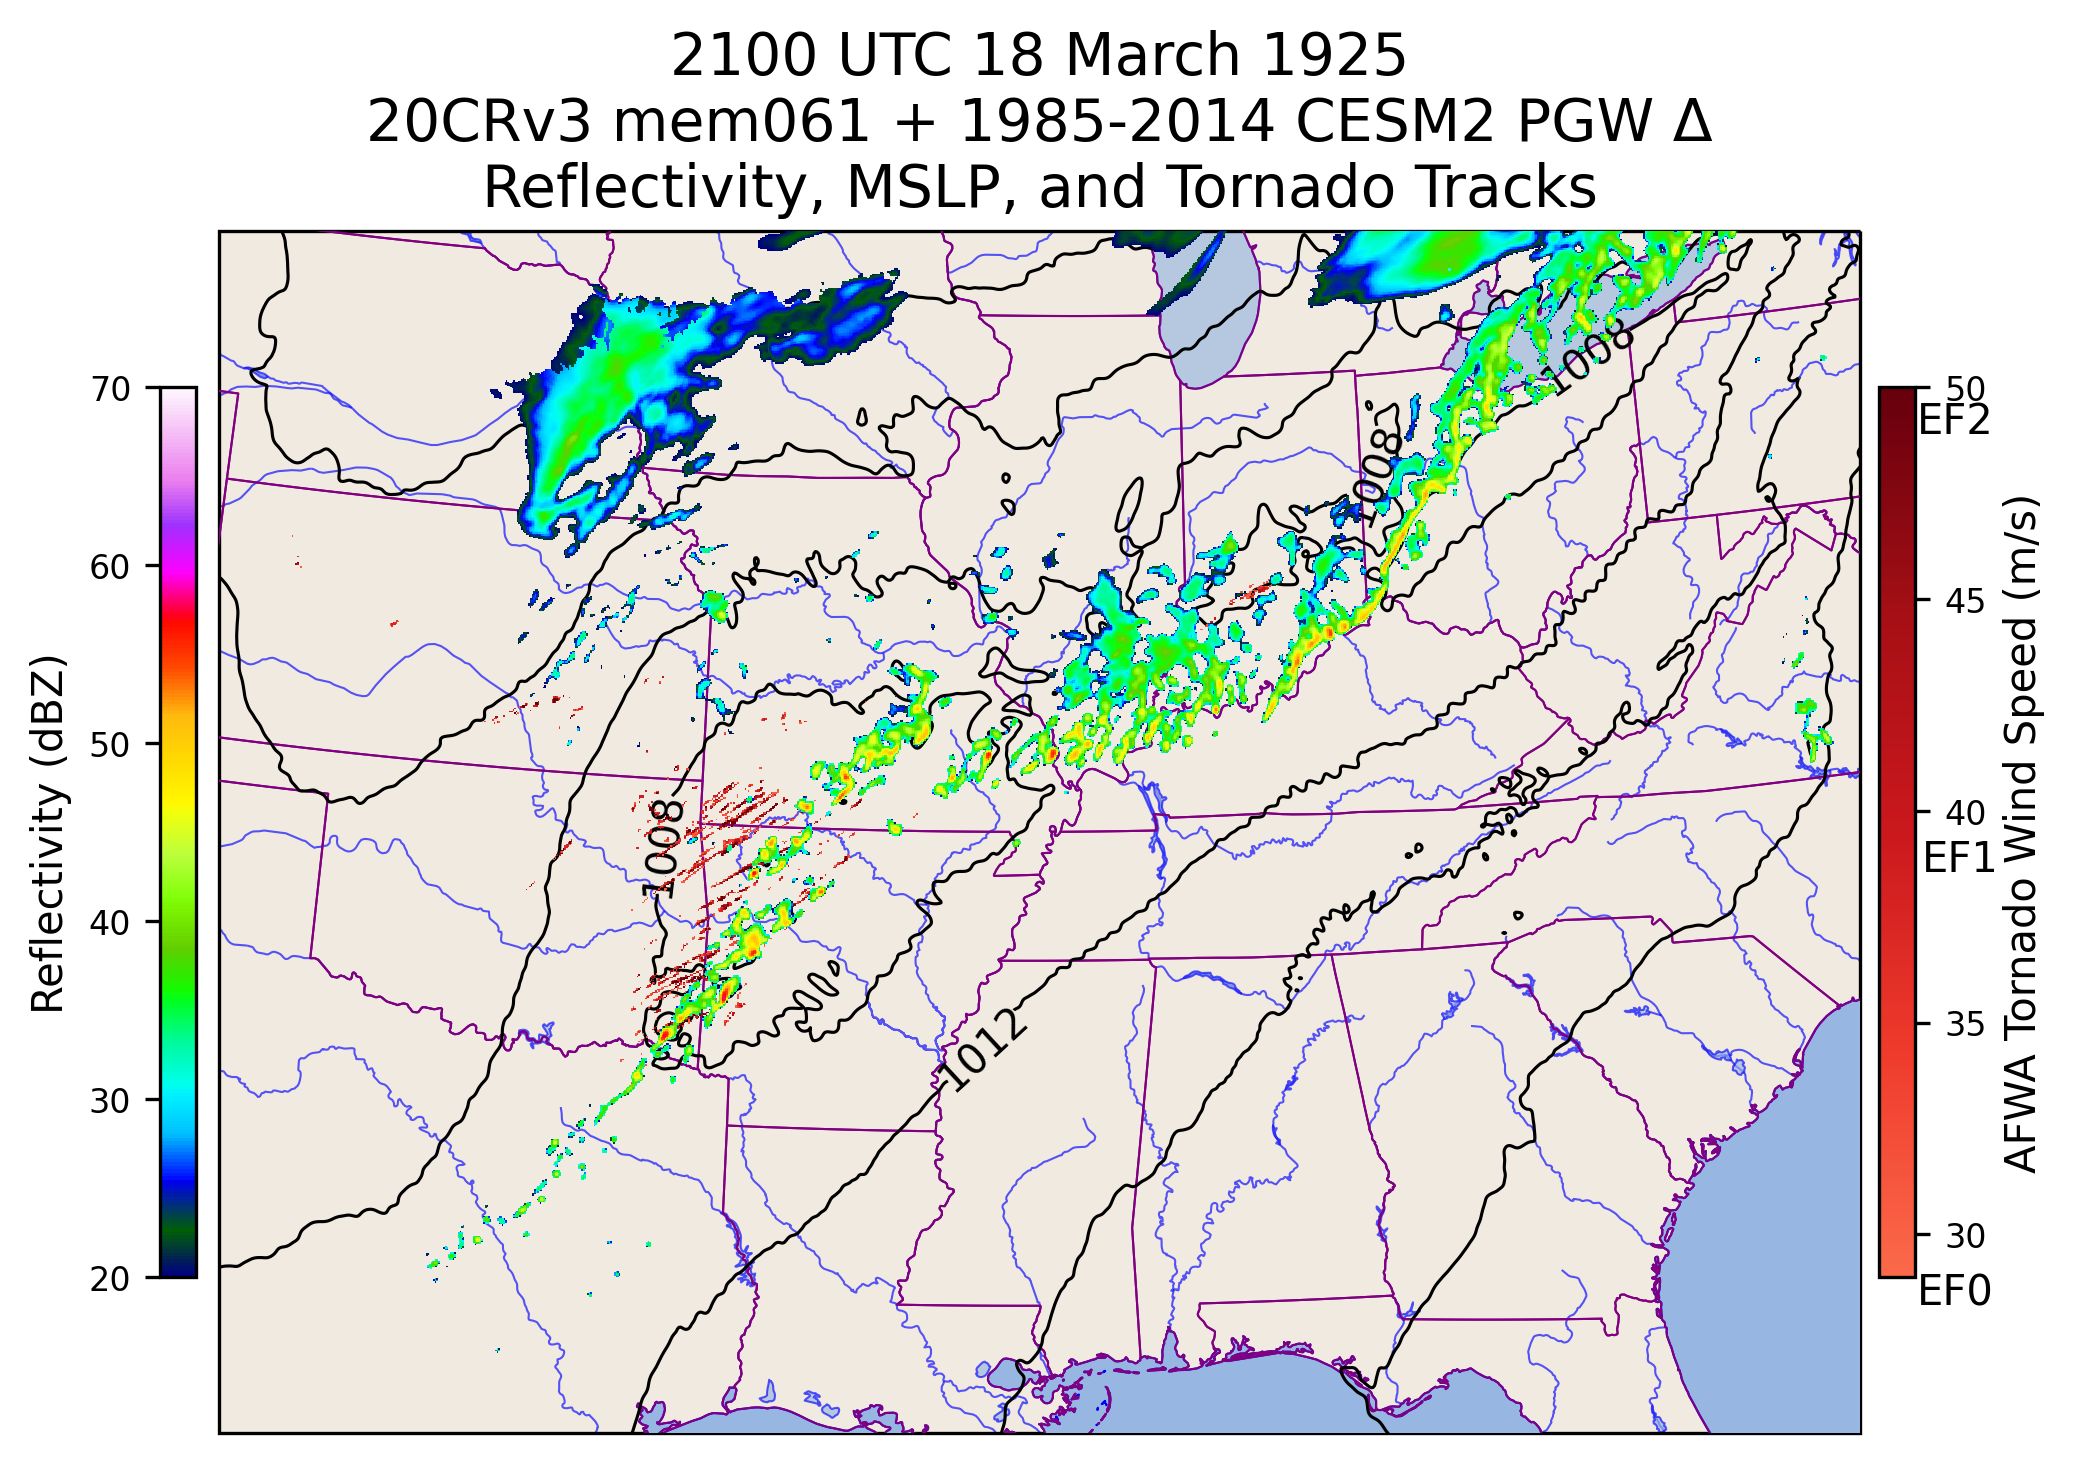 2100 UTC 18 March 1925
20CRv3 mem061 + 1985-2014 CESM2 PGW Δ
Reflectivity, MSLP, and Tornado Tracks
70
60
50
40
30
20
Reflectivity (dBZ)
1008
1008
1008
1012
50
EF2
45
40
EF1
35
30
EF0
AFWA Tornado Wind Speed (m/s)